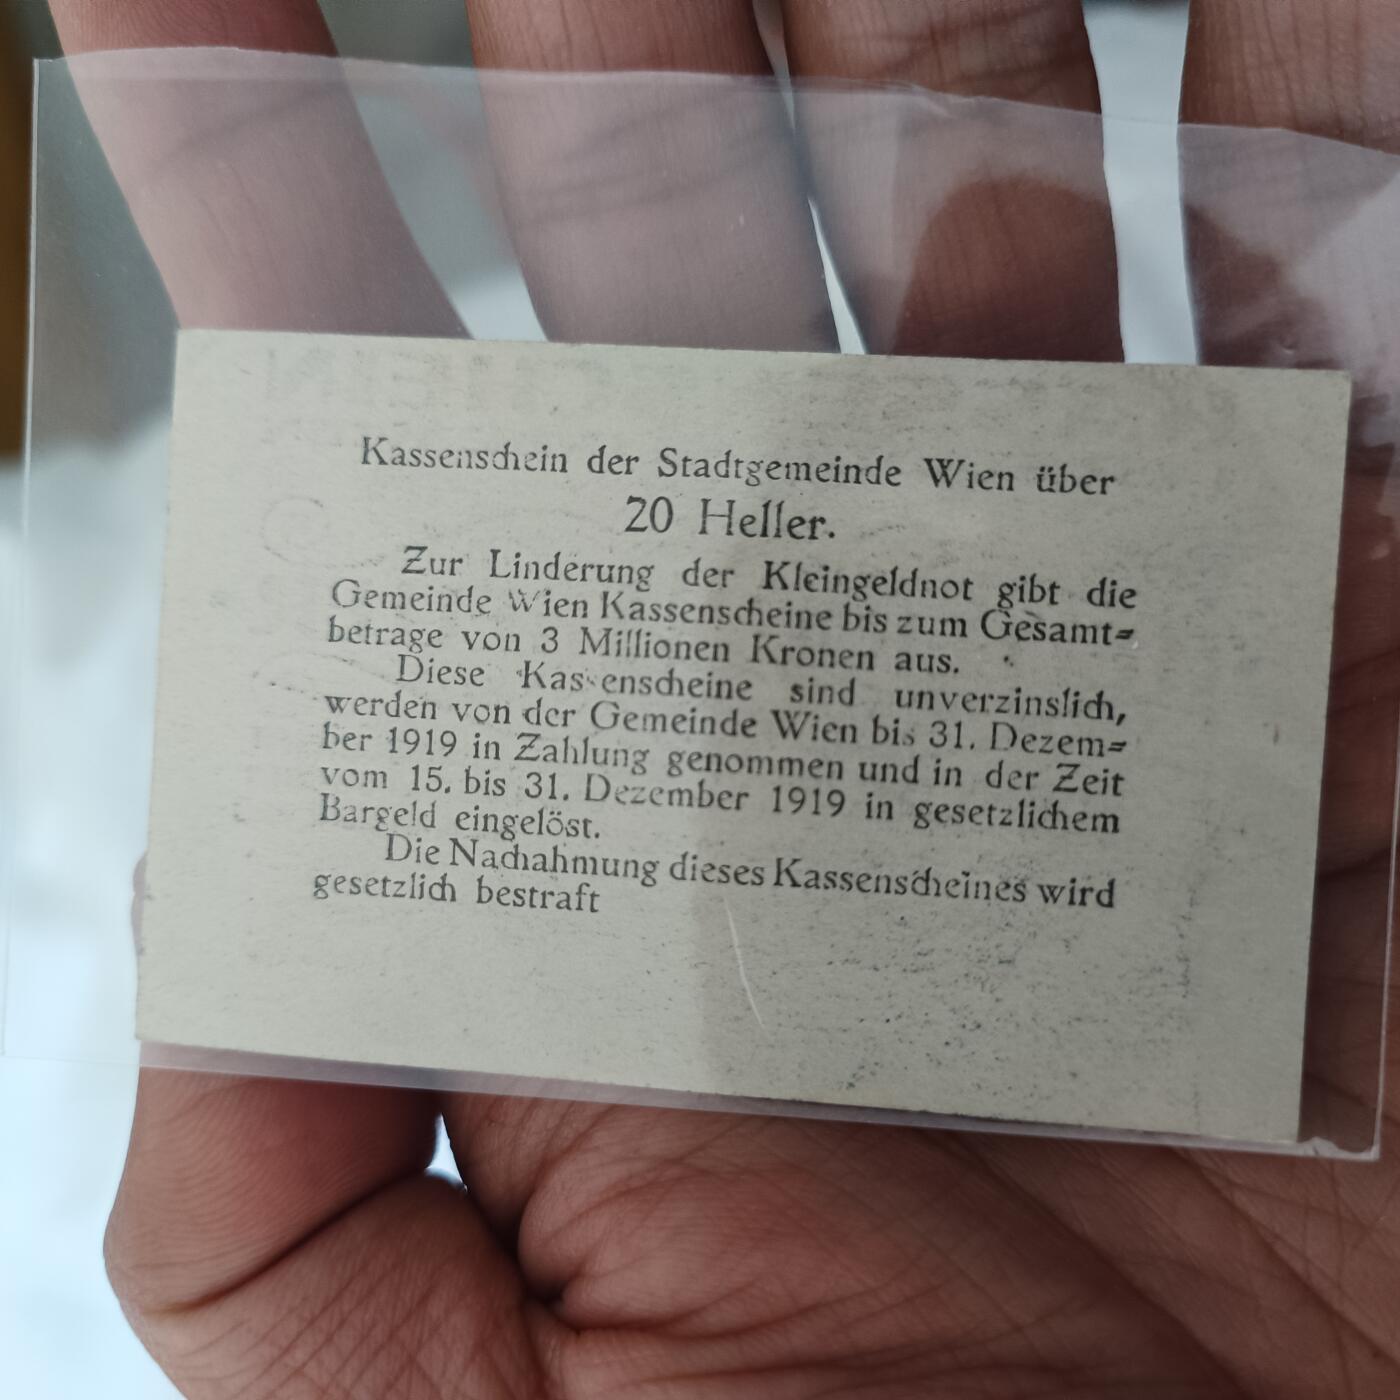 Kassenschein der Stadtgemeinde Wien über
20 Heller.
Zur Linderung der Kleingeldnot gibt die
Gemeinde Wien Kassenscheine bis zum Gesamt=
betrage von 3 Millionen Kronen aus.
Diese Kassenscheine sind unverzinslich,
werden von der Gemeinde Wien bis 31. Dezem=
ber 1919 in Zahlung genommen und in der Zeit
vom 15. bis 31. Dezember 1919 in gesetzlichem
Bargeld eingelöst.
Die Nachahmung dieses Kassenscheines wird
gesetzlich bestraft